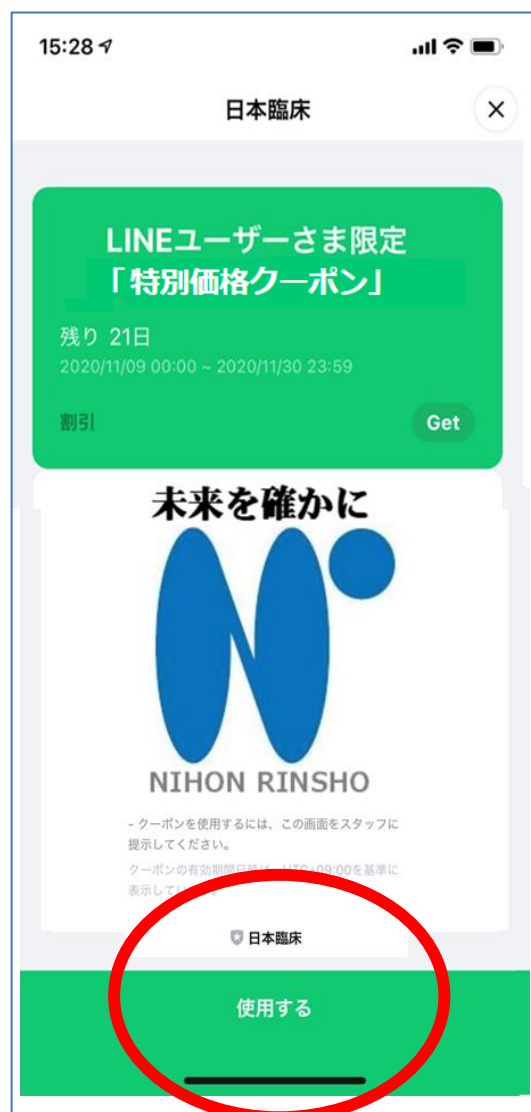 15:28
日本臨床
LINEユーザーさま限定
「特別価格クーポン」
残り 21日
2020/11/09 00:00 ~ 2020/11/30 23:59
割引
Get
未来を確かに
NIHON RINSHO
- クーポンを使用するには、この画面をスタッフに
提示してください。
クーポンの有効期間日時は、UTC+09:00を基準に
表示してい
日本臨床
使用する